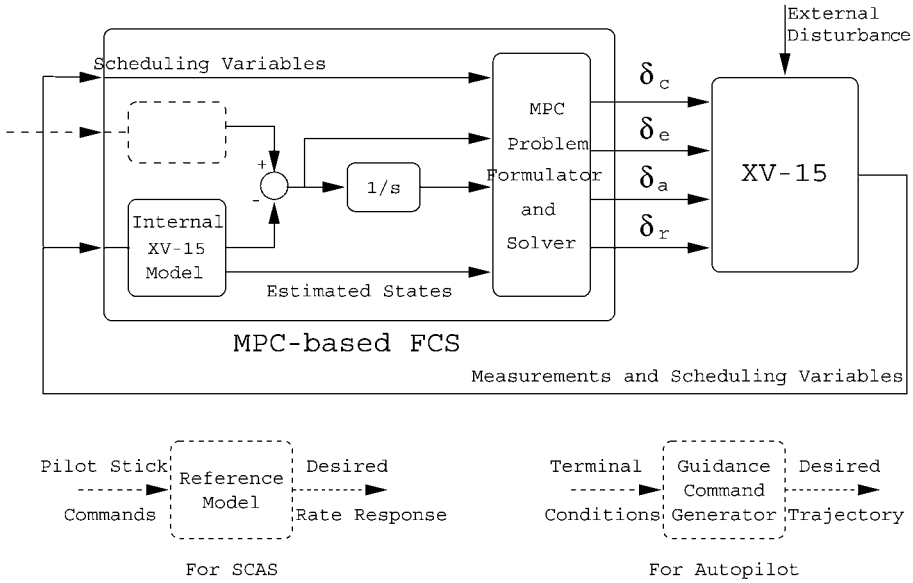 External
Disturbance
Scheduling Variables
MPC
Problem
Formulator
and
Solver
δc
δe
δa
δr
XV-15
+
-
1/s
Internal
XV-15
Model
Estimated States
MPC-based FCS
Measurements and Scheduling Variables
Pilot Stick
Commands
Reference
Model
Desired
Rate Response
For SCAS
Terminal
Conditions
Guidance
Command
Generator
Desired
Trajectory
For Autopilot